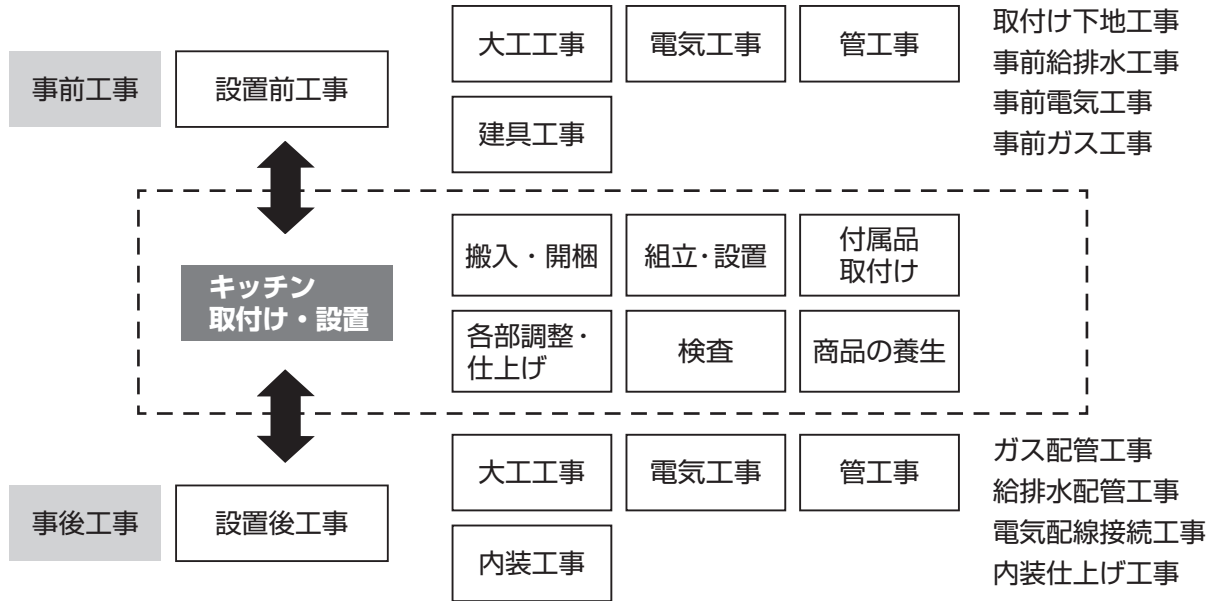 事前工事
設置前工事
大工工事
電気工事
管工事
建具工事
取付け下地工事
事前給排水工事
事前電気工事
事前ガス工事
キッチン
取付け・設置
搬入・開梱
組立・設置
付属品
取付け
各部調整・
仕上げ
検査
商品の養生
事後工事
設置後工事
大工工事
電気工事
管工事
内装工事
ガス配管工事
給排水配管工事
電気配線接続工事
内装仕上げ工事